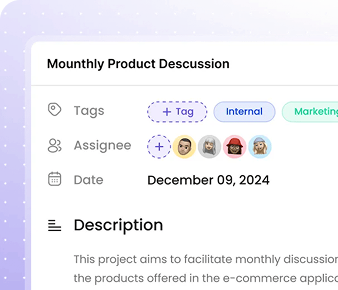 Mounthly Product Descussion
Tags + Tag Internal Marketing
Assignee +
Date December 09, 2024
Description
This project aims to facilitate monthly discussion
the products offered in the e-commerce applica